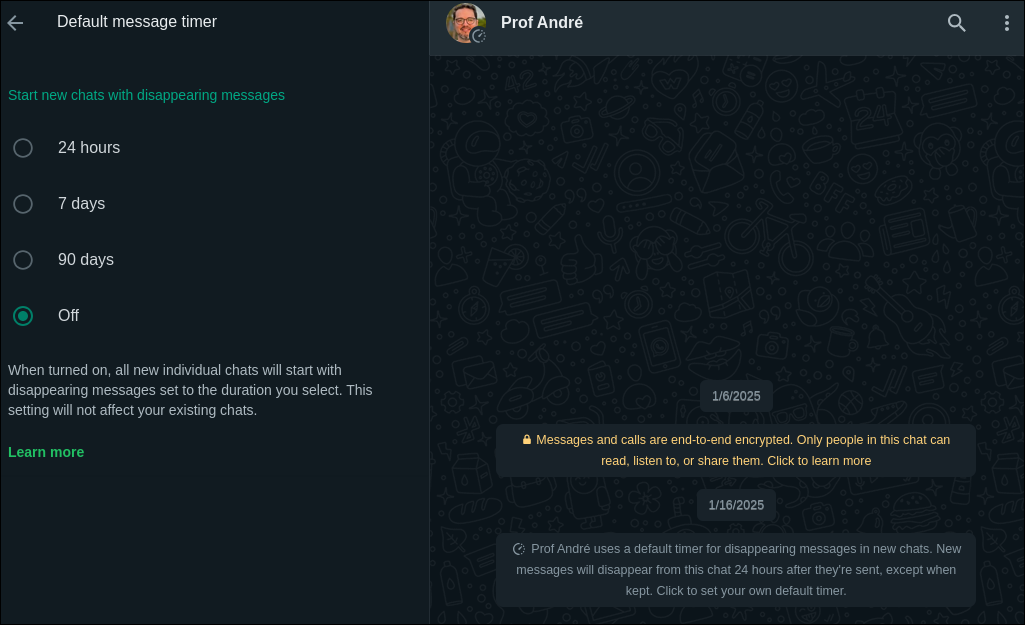 Default message timer
Start new chats with disappearing messages
24 hours
7 days
90 days
Off
When turned on, all new individual chats will start with
disappearing messages set to the duration you select. This
setting will not affect your existing chats.
Learn more
Prof André
1/6/2025
Messages and calls are end-to-end encrypted. Only people in this chat can
read, listen to, or share them. Click to learn more
1/16/2025
Prof André uses a default timer for disappearing messages in new chats. New
messages will disappear from this chat 24 hours after they're sent, except when
kept. Click to set your own default timer.